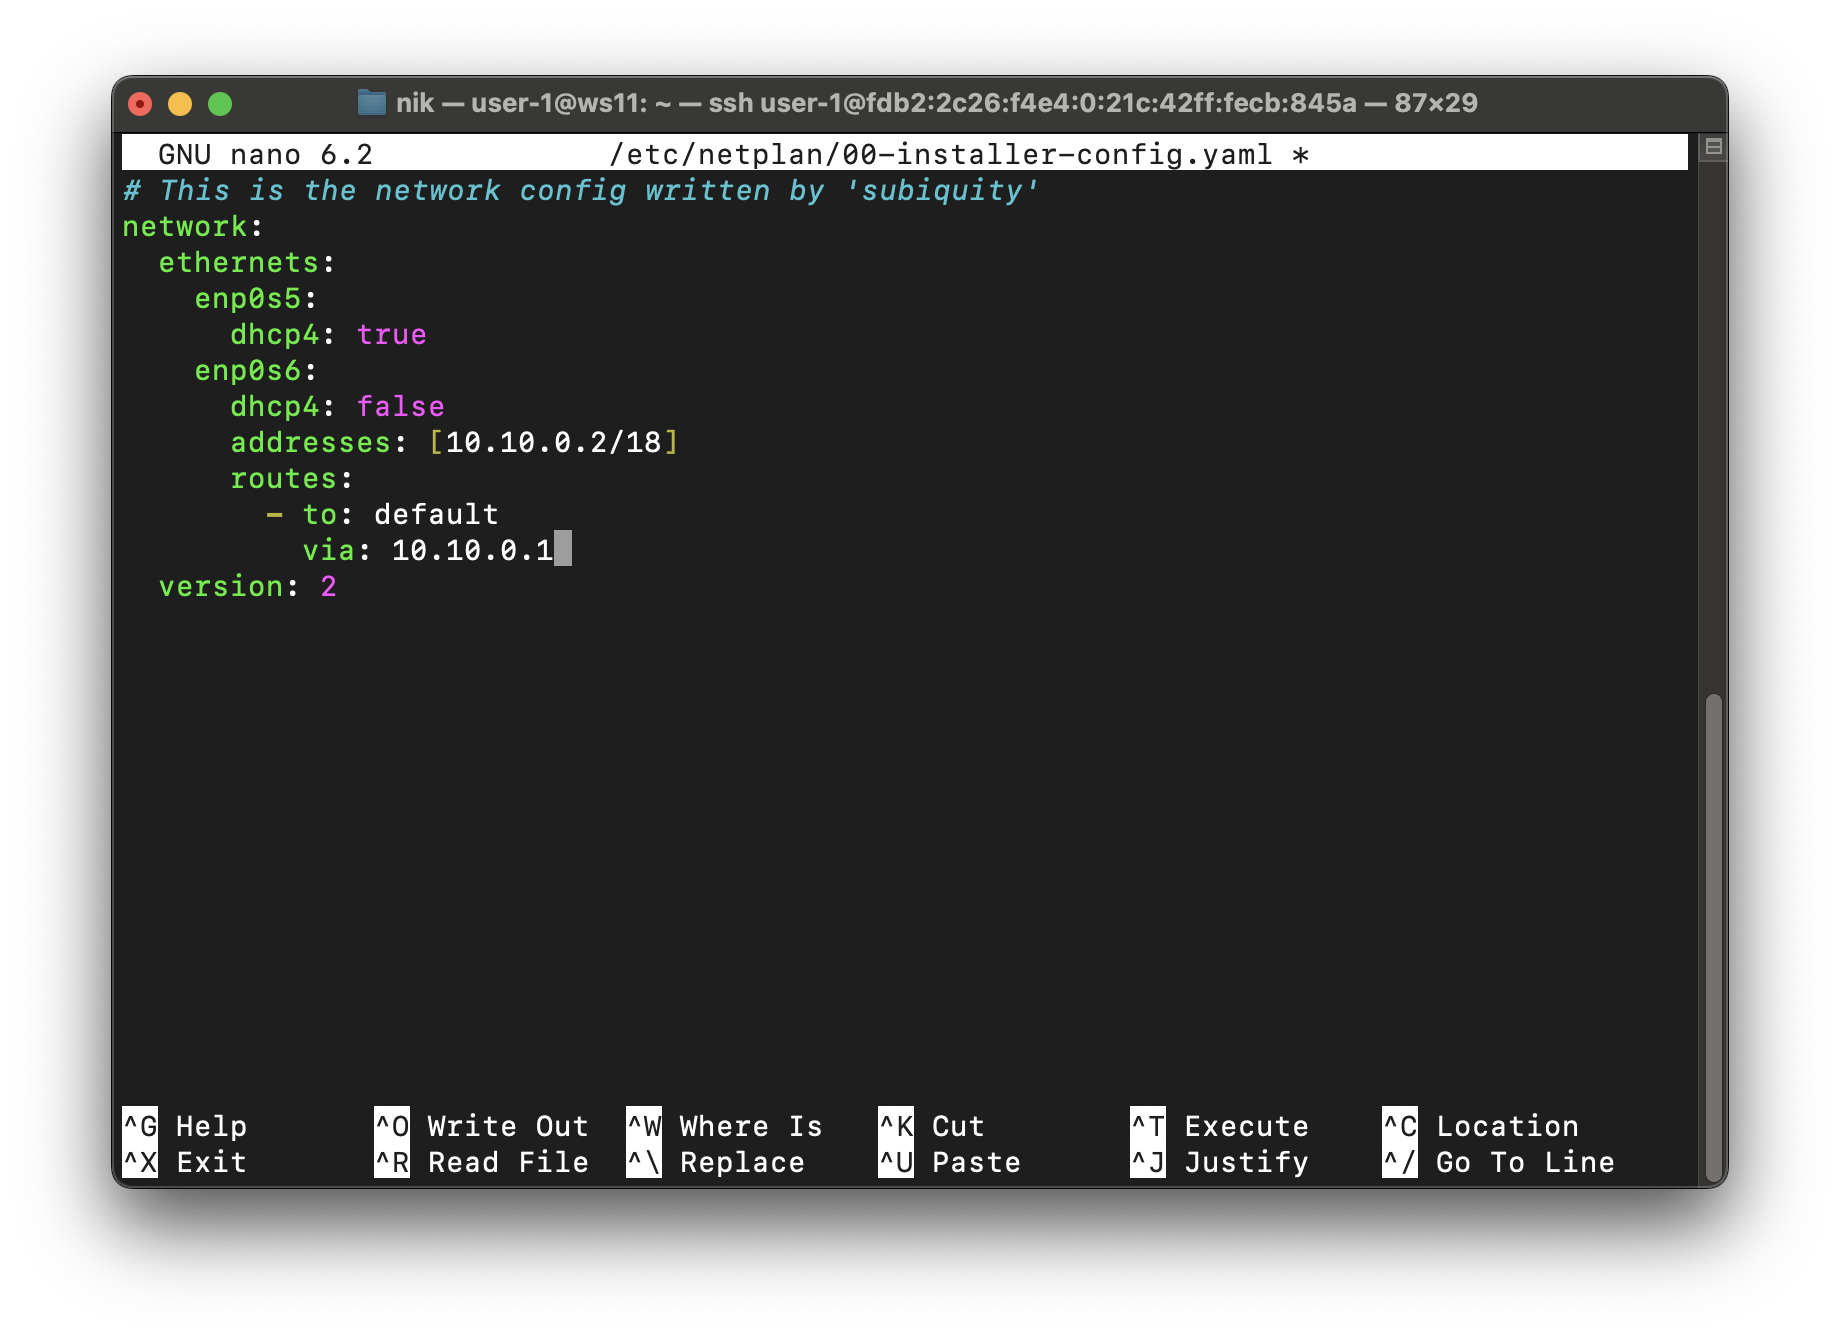 nik — user-1@ws11: ~ — ssh user-1@fdb2:2c26:f4e4:0:21c:42ff:fecb:845a — 87×29
GNU nano 6.2 /etc/netplan/00-installer-config.yaml *
# This is the network config written by 'subiquity'
network:
  ethernets:
    enp0s5:
      dhcp4: true
    enp0s6:
      dhcp4: false
      addresses: [10.10.0.2/18]
      routes:
        - to: default
          via: 10.10.0.1
  version: 2
^G Help ^O Write Out ^W Where Is ^K Cut ^T Execute ^C Location
^X Exit ^R Read File ^\ Replace ^U Paste ^J Justify ^/ Go To Line